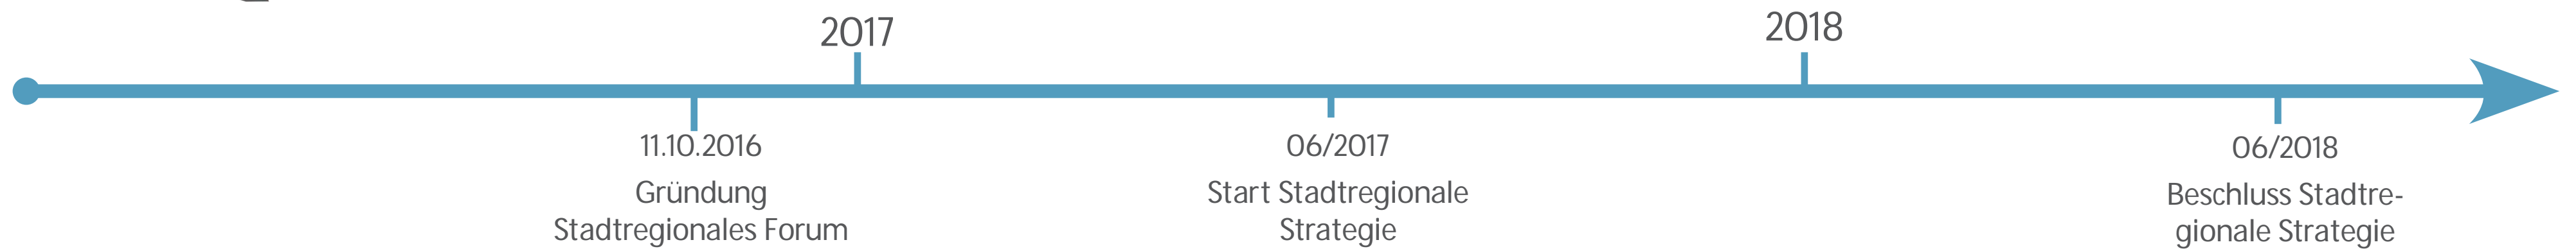 2017
2018
11.10.2016
Gründung
Stadtregionales Forum
06/2017
Start Stadtregionale
Strategie
06/2018
Beschluss Stadtre-
gionale Strategie